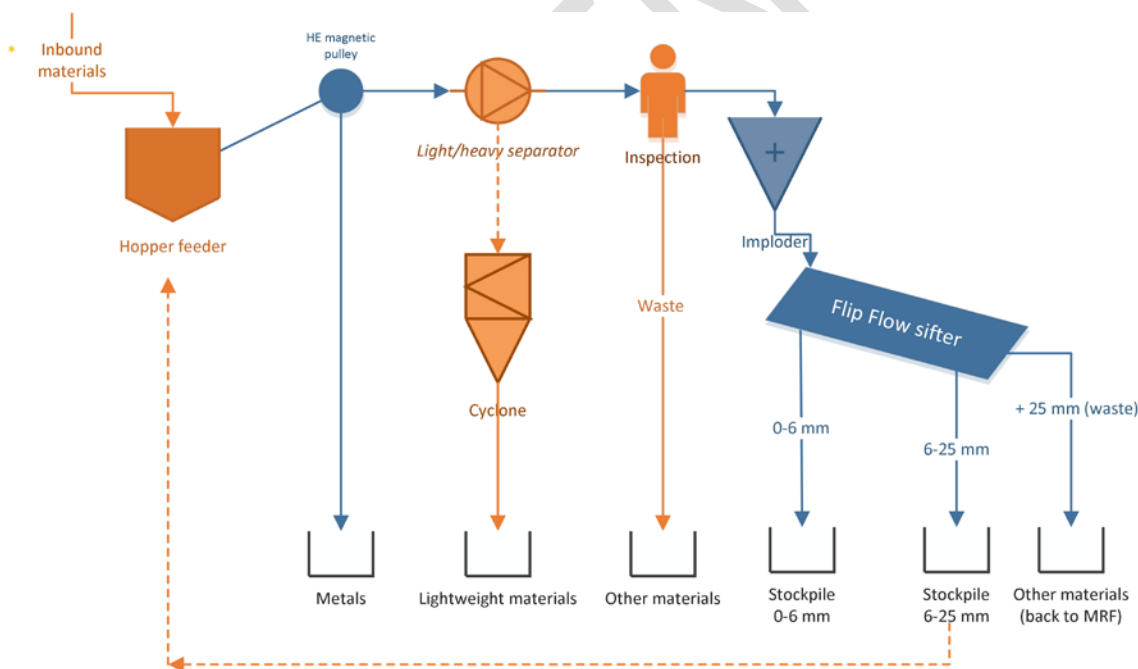 Inbound
materials
HE magnetic
pulley
Light/heavy separator
Inspection
Hopper feeder
Imploder
Flip Flow sifter
Waste
Cyclone
0-6 mm
6-25 mm
+ 25 mm (waste)
Metals
Lightweight materials
Other materials
Stockpile
0-6 mm
Stockpile
6-25 mm
Other materials
(back to MRF)